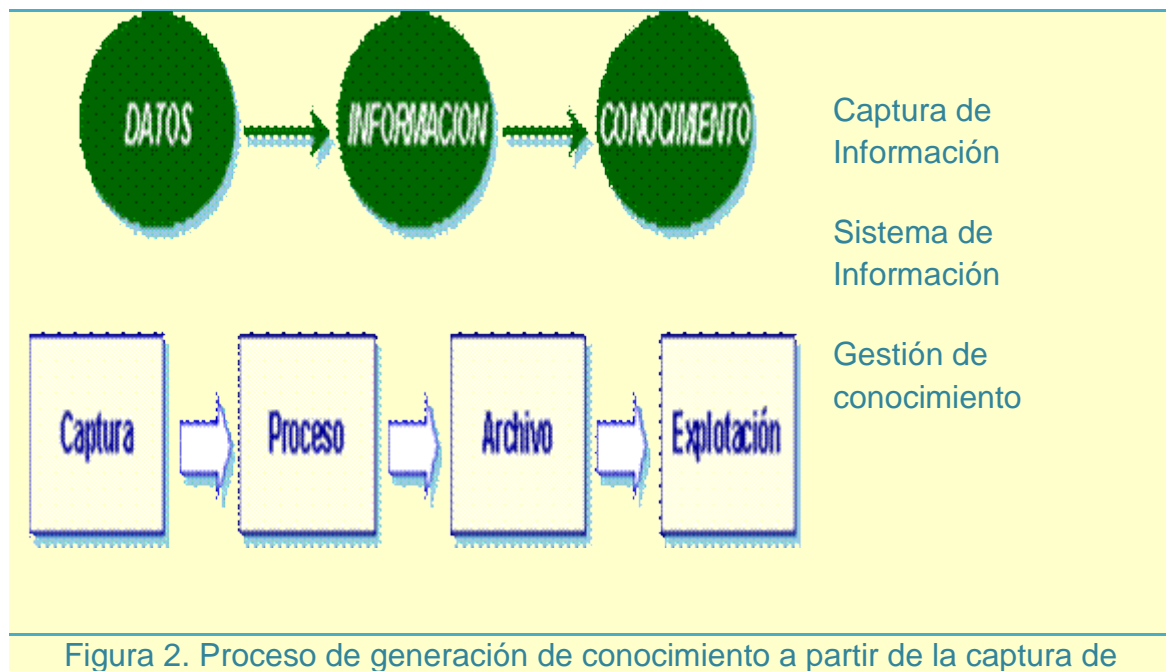 DATOS INFORMACION CONOCIMIENTO
Captura de
Información
Sistema de
Información
Gestión de
conocimiento
Captura Proceso Archivo Explotación
Figura 2. Proceso de generación de conocimiento a partir de la captura de